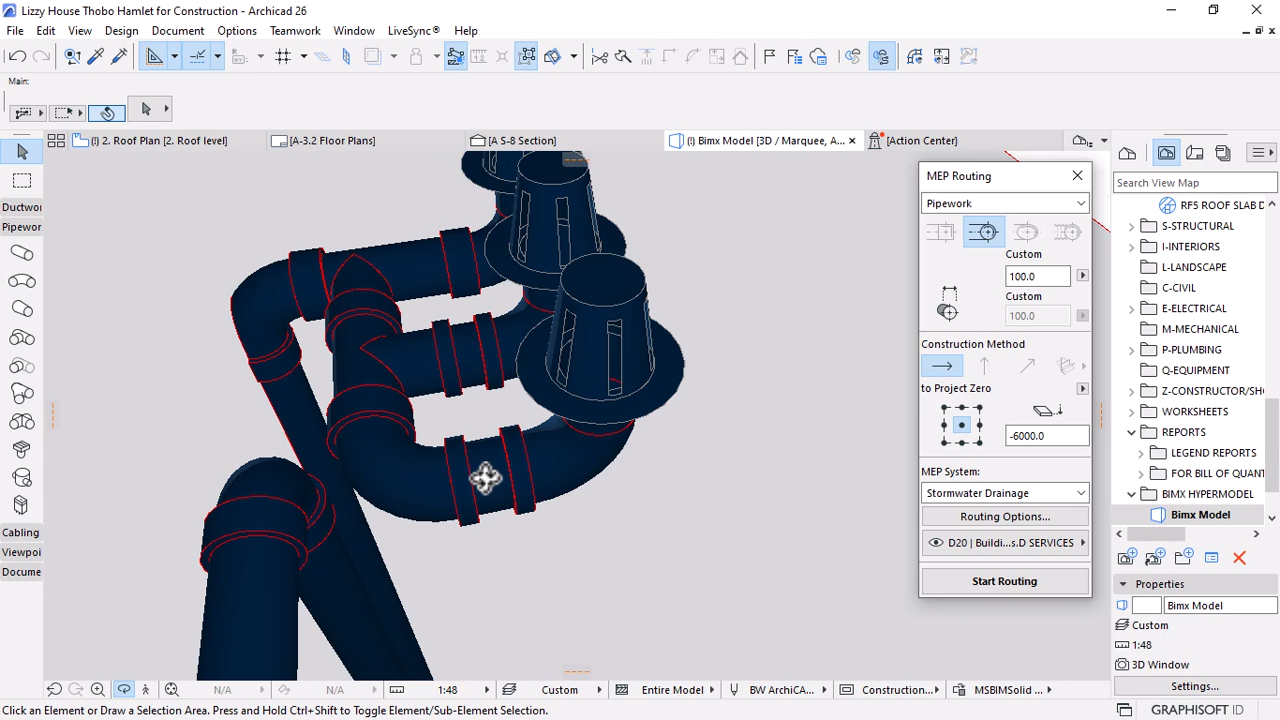 Lizzy House Thobo Hamlet for Construction - Archicad 26
File Edit View Design Document Options Teamwork Window LiveSync® Help
Main:
(!) 2. Roof Plan [2. Roof level]
[A-3.2 Floor Plans]
[A S-8 Section]
(!) Bimx Model [3D / Marquee, A...
[Action Center]
Ductwor
Pipewor
Cabling
Viewpoi
Docume
MEP Routing
Pipework
Custom
100.0
Custom
100.0
Construction Method
to Project Zero
-6000.0
MEP System:
Stormwater Drainage
Routing Options...
D20 | Buildi...s.D SERVICES
Start Routing
Search View Map
RF5 ROOF SLAB D
S-STRUCTURAL
I-INTERIORS
L-LANDSCAPE
C-CIVIL
E-ELECTRICAL
M-MECHANICAL
P-PLUMBING
Q-EQUIPMENT
Z-CONSTRUCTOR/SH
WORKSHEETS
REPORTS
LEGEND REPORTS
FOR BILL OF QUANT
BIMX HYPERMODEL
Bimx Model
Properties
Bimx Model
Custom
1:48
3D Window
Settings...
N/A
N/A
1:48
Custom
Entire Model
BW ArchiCA...
Construction...
MSBIMSolid ...
Click an Element or Draw a Selection Area. Press and Hold Ctrl+Shift to Toggle Element/Sub-Element Selection.
GRAPHISOFT ID